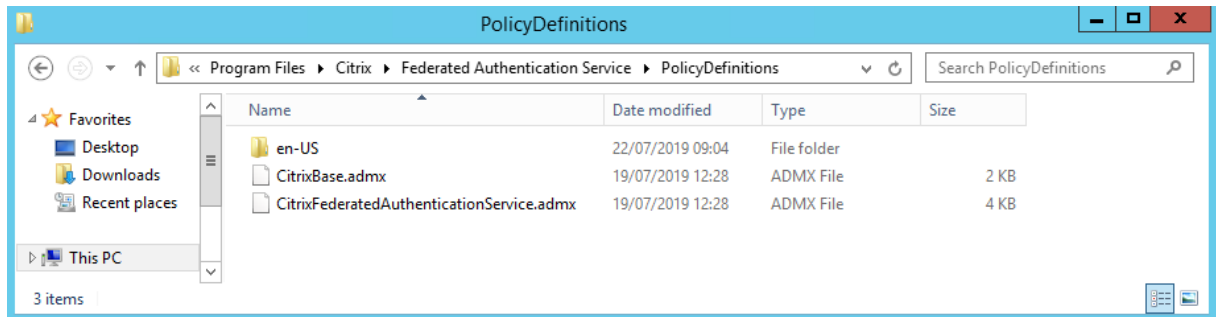 PolicyDefinitions
« Program Files Citrix Federated Authentication Service PolicyDefinitions Search PolicyDefinitions
Name Date modified Type Size
Favorites
Desktop
Downloads
Recent places
This PC
en-US 22/07/2019 09:04 File folder
CitrixBase.admx 19/07/2019 12:28 ADMX File 2 KB
CitrixFederatedAuthenticationService.admx 19/07/2019 12:28 ADMX File 4 KB
3 items